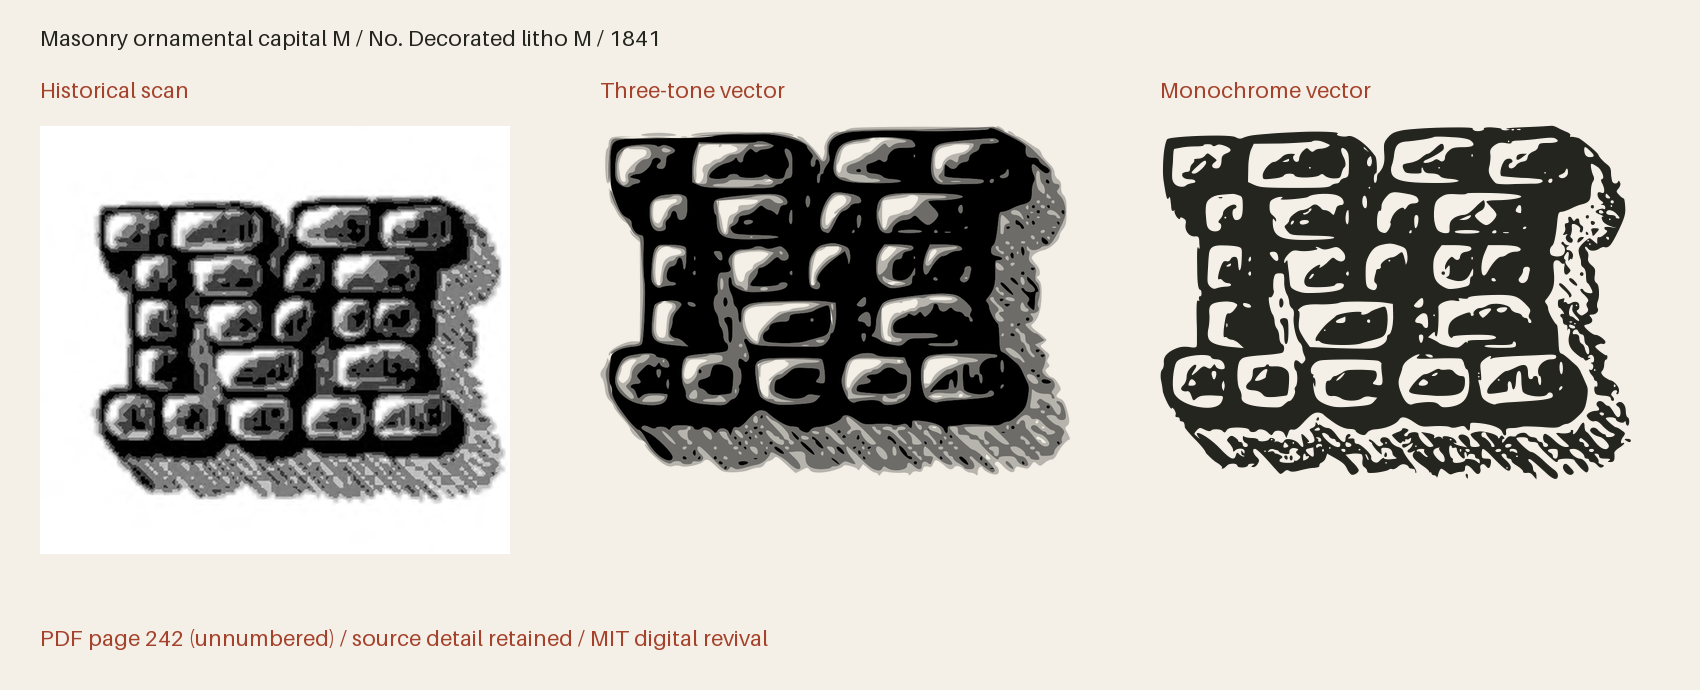 Masonry ornamental capital M / No. Decorated litho M / 1841
Historical scan
Three-tone vector
Monochrome vector
M
M
M
PDF page 242 (unnumbered) / source detail retained / MIT digital revival